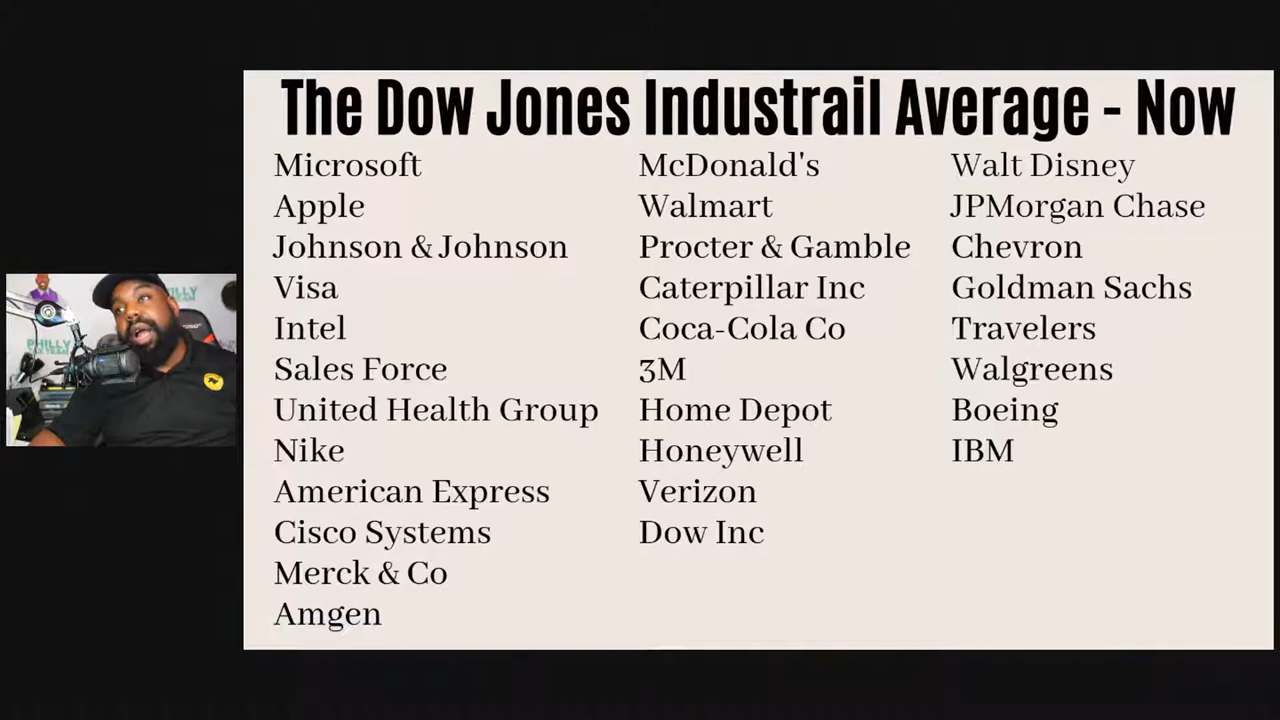 The Dow Jones Industrail Average - Now
Microsoft
Apple
Johnson & Johnson
Visa
Intel
Sales Force
United Health Group
Nike
American Express
Cisco Systems
Merck & Co
Amgen
McDonald's
Walmart
Procter & Gamble
Caterpillar Inc
Coca-Cola Co
3M
Home Depot
Honeywell
Verizon
Dow Inc
Walt Disney
JPMorgan Chase
Chevron
Goldman Sachs
Travelers
Walgreens
Boeing
IBM
PHILLY
TEAM